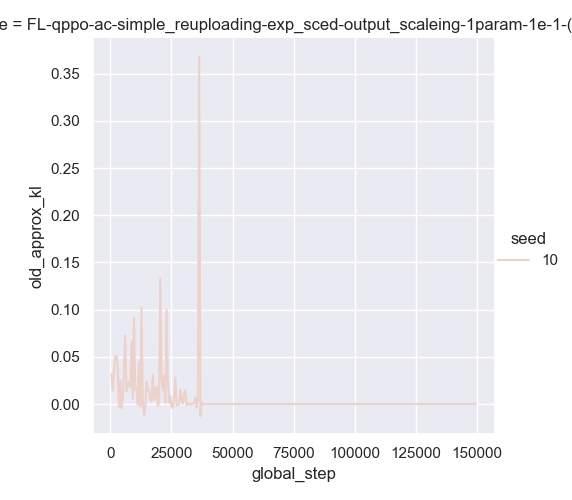 e = FL-qppo-ac-simple_reuploading-exp_sced-output_scaleing-1param-1e-1-(
0.35
0.30
0.25
0.20
0.15
0.10
0.05
0.00
old_approx_kl
0 25000 50000 75000 100000 125000 150000
global_step
seed
10